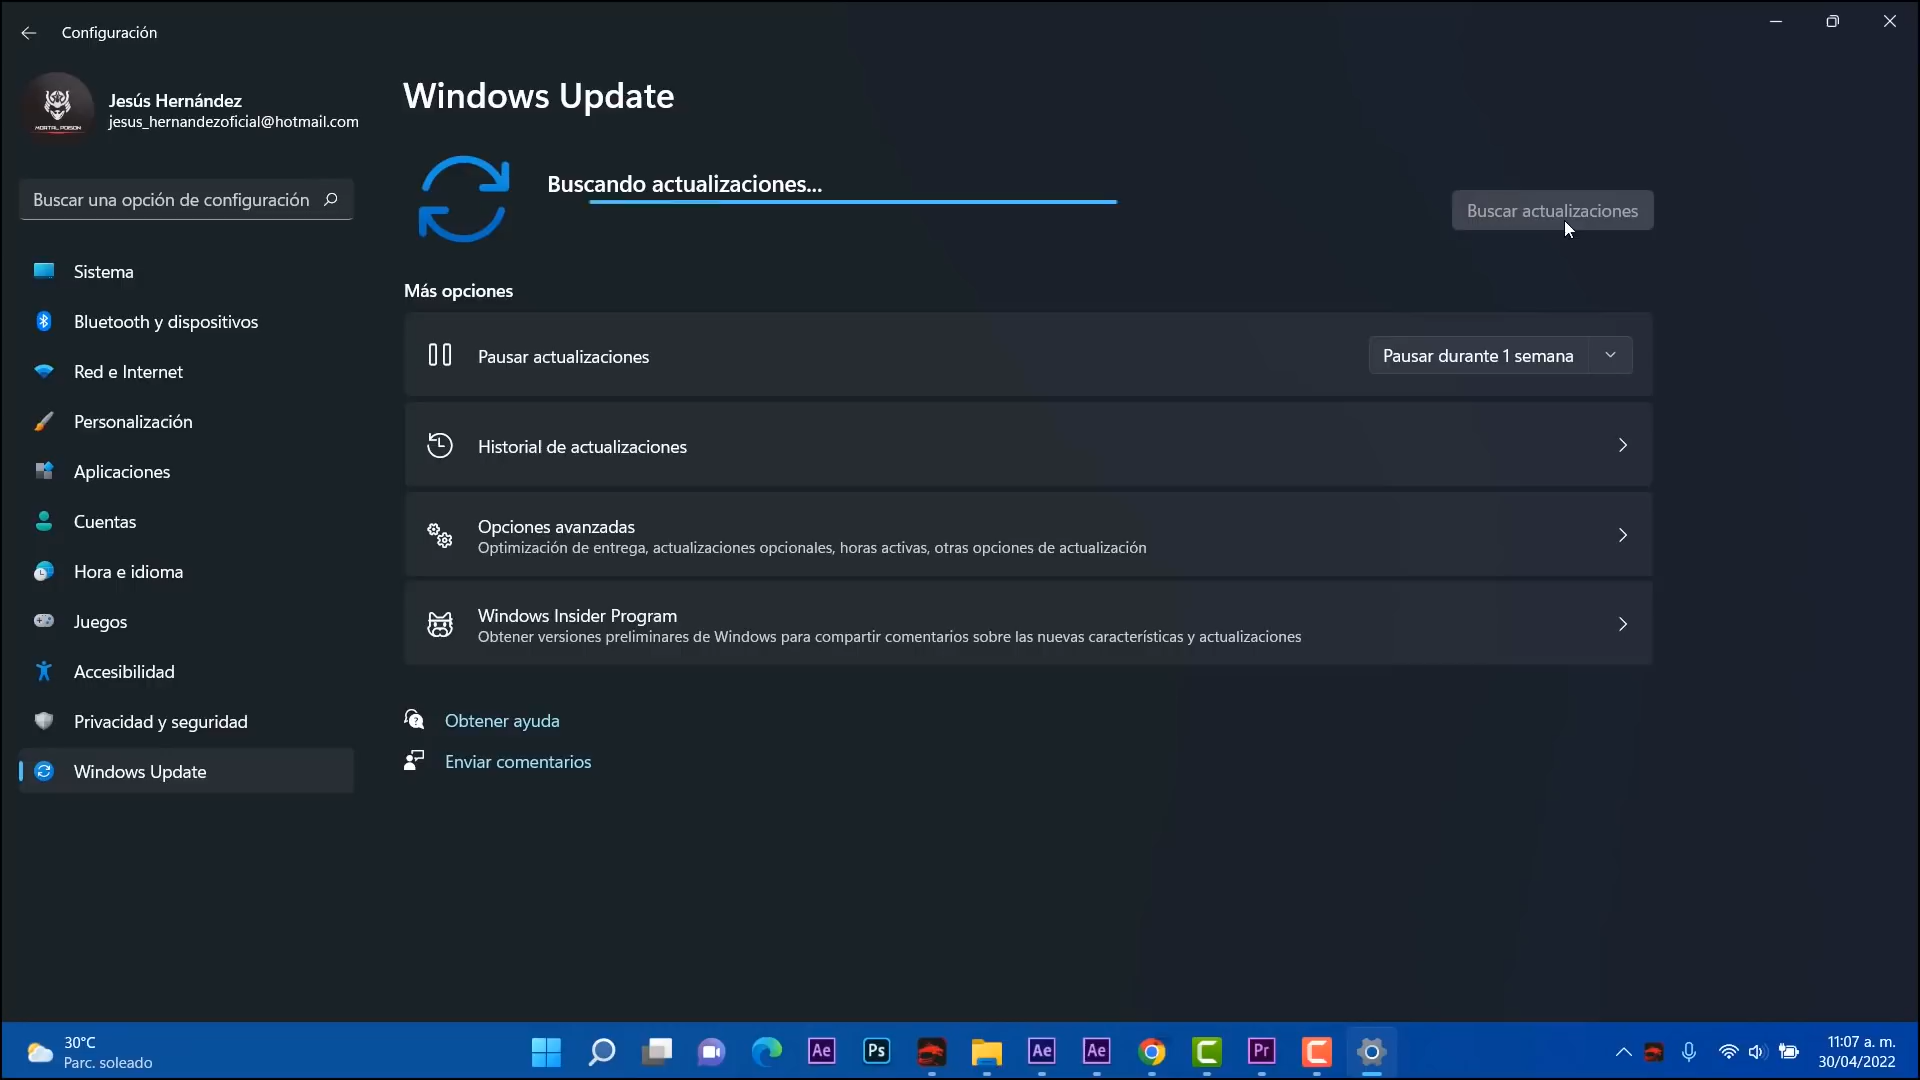 Configuración
Jesús Hernández
jesus_hernandezoficial@hotmail.com
MORTAL POISON
Buscar una opción de configuración
Sistema
Bluetooth y dispositivos
Red e Internet
Personalización
Aplicaciones
Cuentas
Hora e idioma
Juegos
Accesibilidad
Privacidad y seguridad
Windows Update
Windows Update
Buscando actualizaciones...
Buscar actualizaciones
Más opciones
Pausar actualizaciones
Pausar durante 1 semana
Historial de actualizaciones
Opciones avanzadas
Optimización de entrega, actualizaciones opcionales, horas activas, otras opciones de actualización
Windows Insider Program
Obtener versiones preliminares de Windows para compartir comentarios sobre las nuevas características y actualizaciones
Obtener ayuda
Enviar comentarios
30°C
Parc. soleado
Ae
Ps
Ae
Ae
Pr
11:07 a. m.
30/04/2022